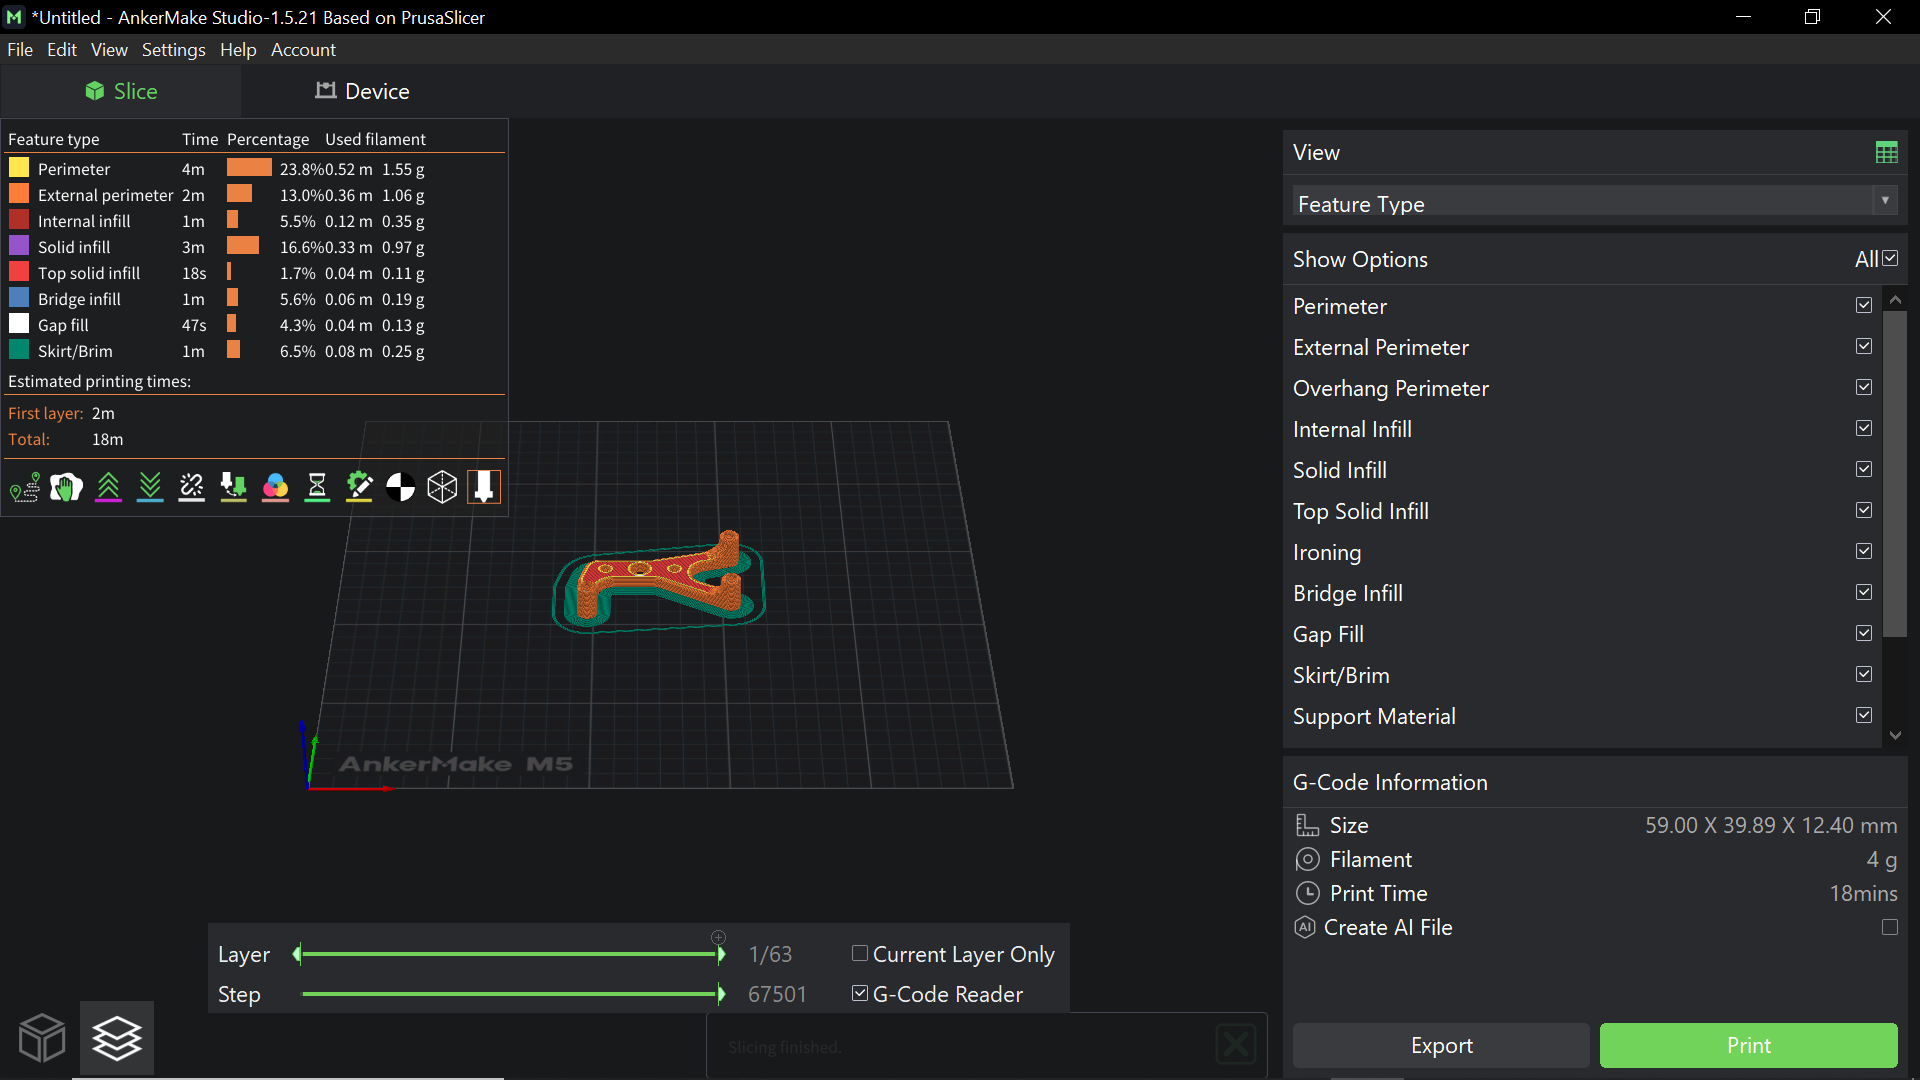 *Untitled - AnkerMake Studio-1.5.21 Based on PrusaSlicer
File Edit View Settings Help Account
Slice Device
Feature type Time Percentage Used filament
Perimeter 4m 23.8% 0.52 m 1.55 g
External perimeter 2m 13.0% 0.36 m 1.06 g
Internal infill 1m 5.5% 0.12 m 0.35 g
Solid infill 3m 16.6% 0.33 m 0.97 g
Top solid infill 18s 1.7% 0.04 m 0.11 g
Bridge infill 1m 5.6% 0.06 m 0.19 g
Gap fill 47s 4.3% 0.04 m 0.13 g
Skirt/Brim 1m 6.5% 0.08 m 0.25 g
Estimated printing times:
First layer: 2m
Total: 18m
AnkerMake M5
Layer 1/63 Current Layer Only
Step 67501 G-Code Reader
Slicing finished.
View
Feature Type
Show Options All
Perimeter
External Perimeter
Overhang Perimeter
Internal Infill
Solid Infill
Top Solid Infill
Ironing
Bridge Infill
Gap Fill
Skirt/Brim
Support Material
G-Code Information
Size 59.00 X 39.89 X 12.40 mm
Filament 4 g
Print Time 18mins
AI Create AI File
Export Print